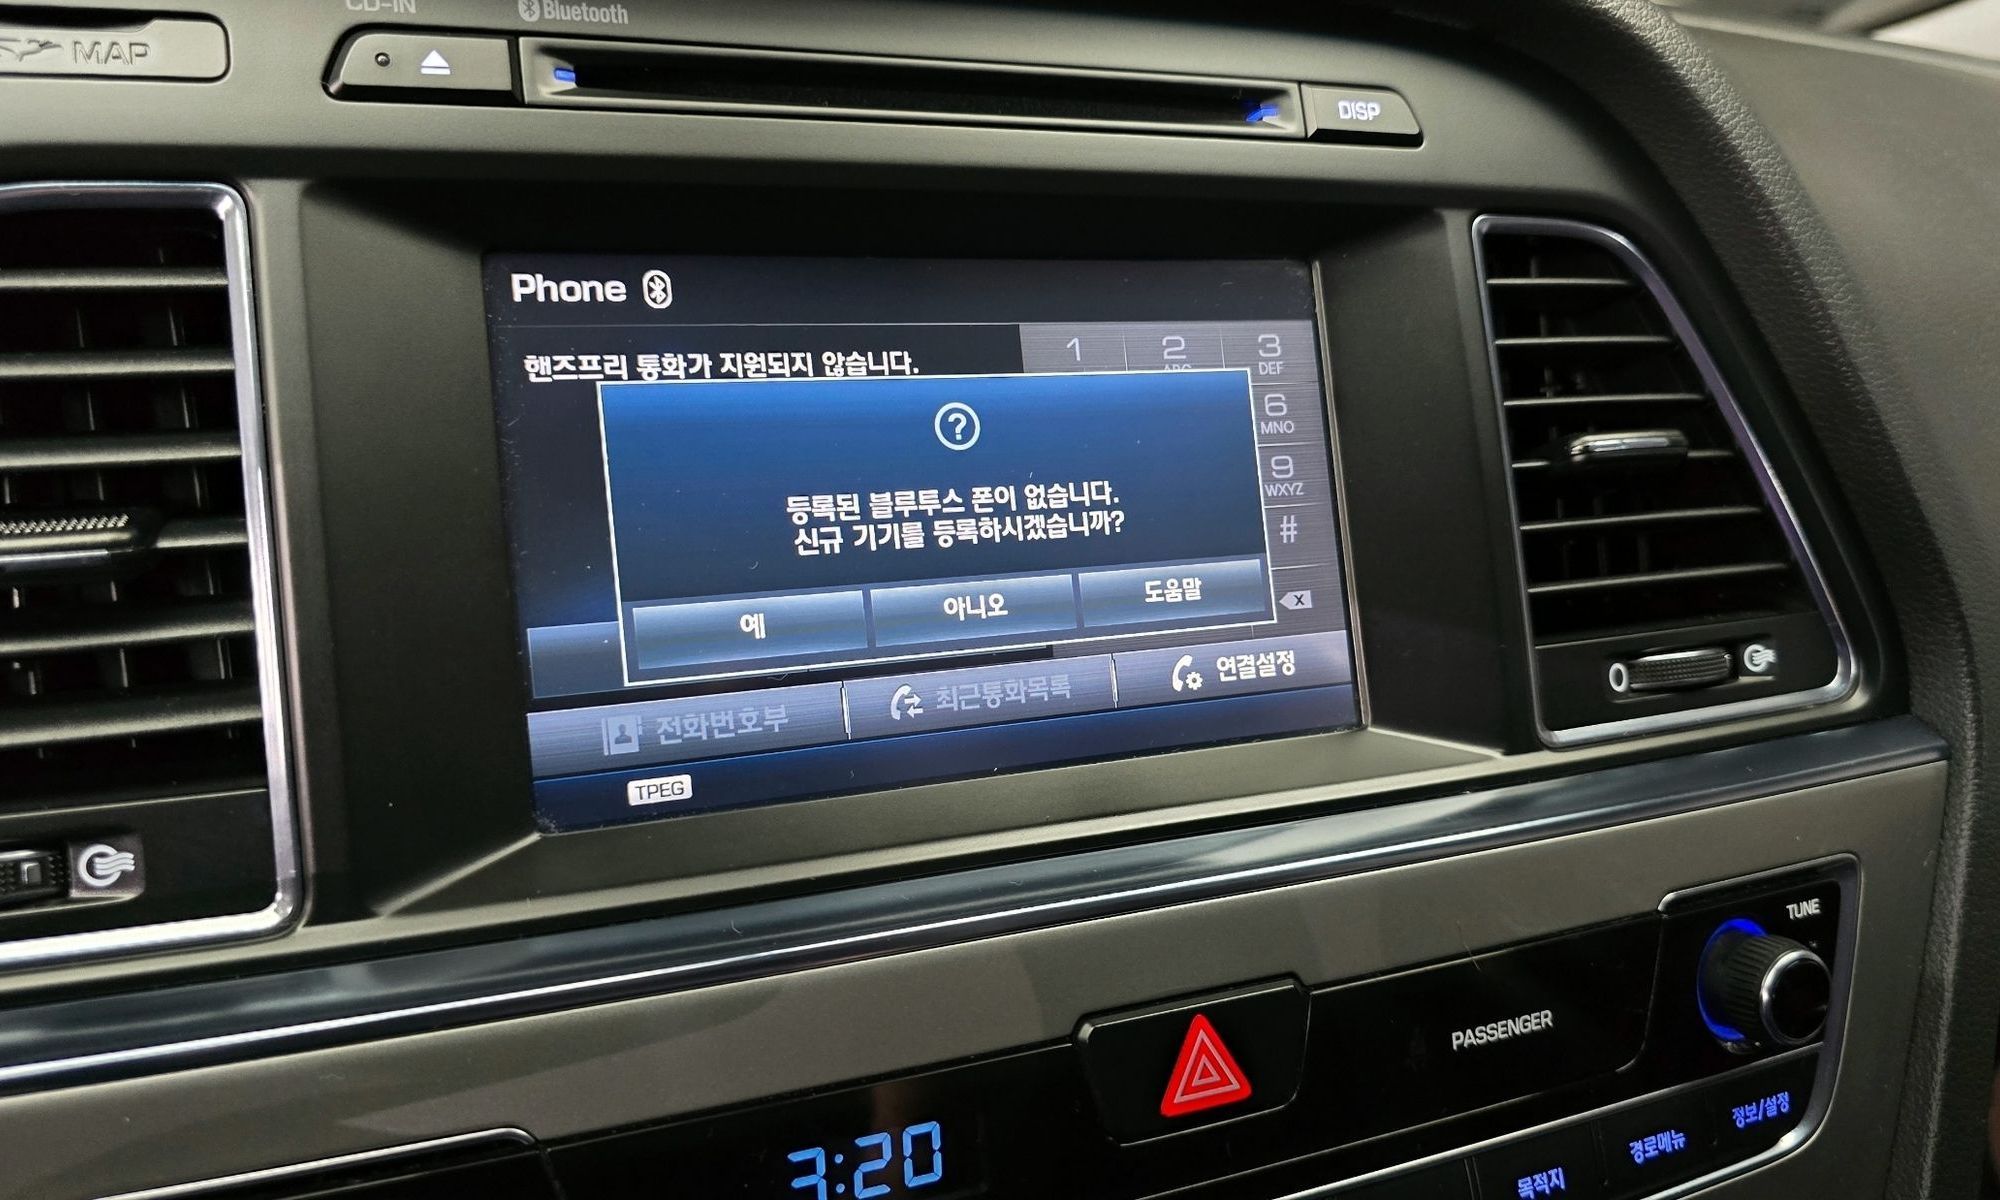 CD-IN
Bluetooth
MAP
DISP
Phone
핸즈프리 통화가 지원되지 않습니다.
1
2
ABC
3
DEF
6
MNO
9
WXYZ
#
등록된 블루투스 폰이 없습니다.
신규 기기를 등록하시겠습니까?
예
아니오
도움말
전화번호부
최근통화목록
연결설정
TPEG
0
TUNE
PASSENGER
3:20
목적지
경로메뉴
정보/설정